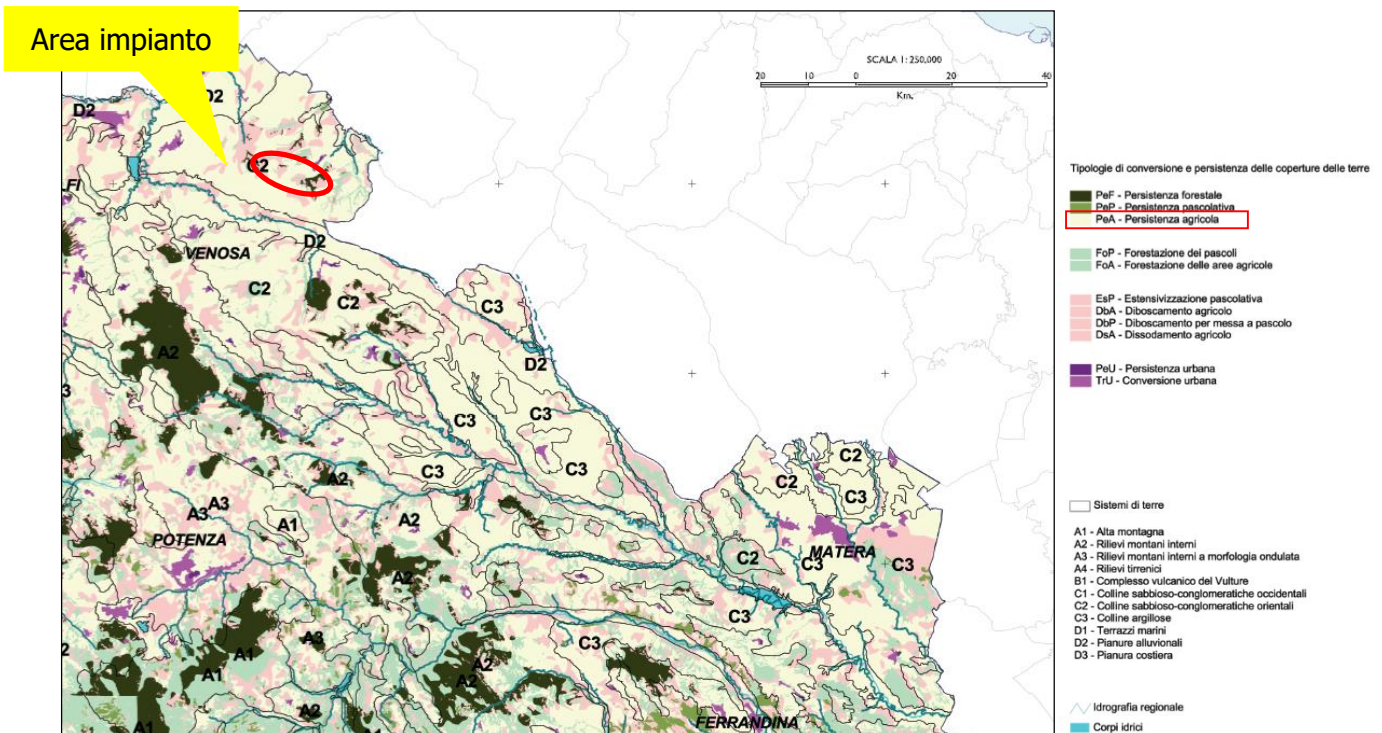 Area impianto
SCALA 1: 250.000
20 10 0 20 40
Km.
D2
D2
C2
LFI
D2
VENOSA
C2
C2
C3
A2
D2
3
C3
C3
C3
C3
C2
C2
C3
A2
A3
A3
A1
A2
POTENZA
C2
MATERA
C3
C3
A2
C3
A3
C3
2
A1
A1
A2
A2
A2
FERRANDINA
A1
Tipologie di conversione e persistenza delle coperture delle terre
PeF - Persistenza forestale
PeP - Persistenza pascolativa
PeA - Persistenza agricola
FoP - Forestazione dei pascoli
FoA - Forestazione delle aree agricole
EsP - Estensivizzazione pascolativa
DbA - Diboscamento agricolo
DbP - Diboscamento per messa a pascolo
DsA - Dissodamento agricolo
PeU - Persistenza urbana
TrU - Conversione urbana
Sistemi di terre
A1 - Alta montagna
A2 - Rilievi montani interni
A3 - Rilievi montani interni a morfologia ondulata
A4 - Rilievi tirrenici
B1 - Complesso vulcanico del Vulture
C1 - Colline sabbioso-conglomeratiche occidentali
C2 - Colline sabbioso-conglomeratiche orientali
C3 - Colline argillose
D1 - Terrazzi marini
D2 - Pianure alluvionali
D3 - Pianura costiera
Idrografia regionale
Corpi idrici